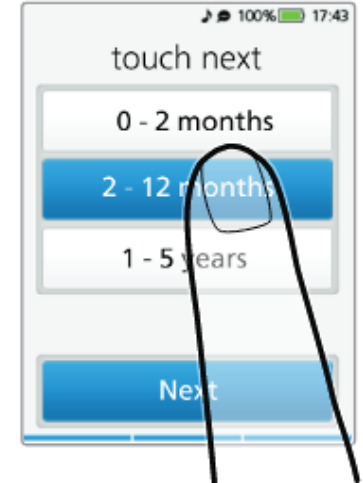 100% 17:43
touch next
0 - 2 months
2 - 12 months
1 - 5 years
Next